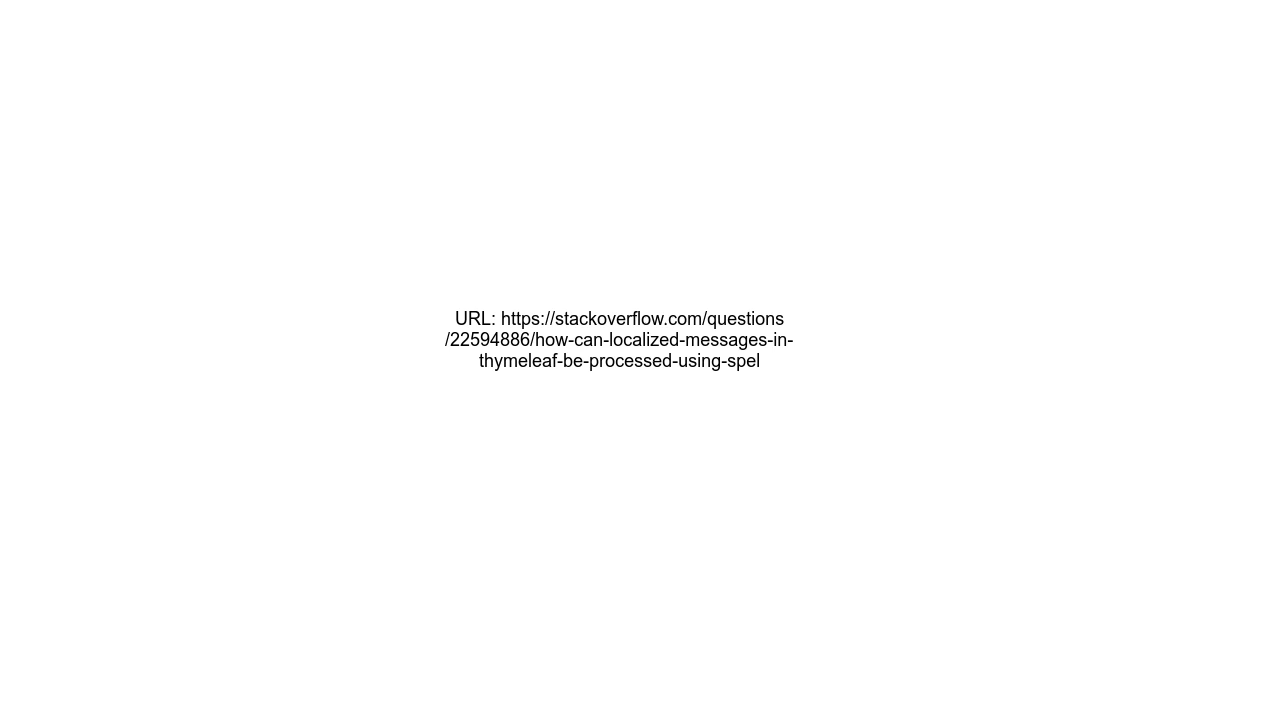 URL: https://stackoverflow.com/questions
/22594886/how-can-localized-messages-in-
thymeleaf-be-processed-using-spel